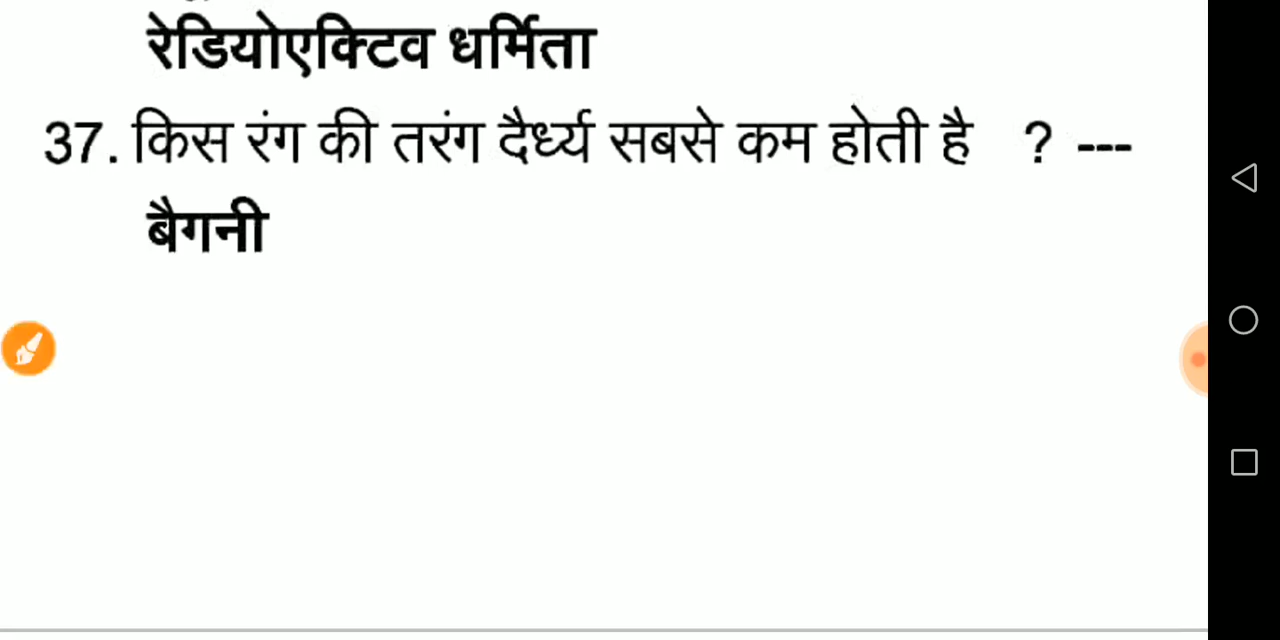 रेडियोएक्टिव धर्मिता
37. किस रंग की तरंग दैर्ध्य सबसे कम होती है ? ---
बैगनी